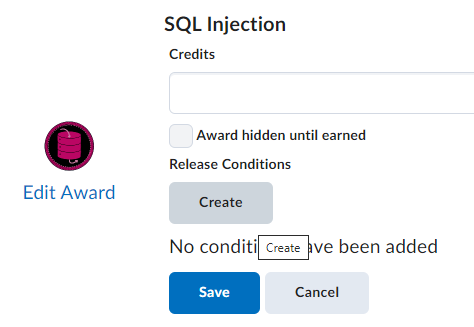 SQL Injection
Credits
Edit Award
Award hidden until earned
Release Conditions
Create
No conditi ave been added
Create
Save Cancel